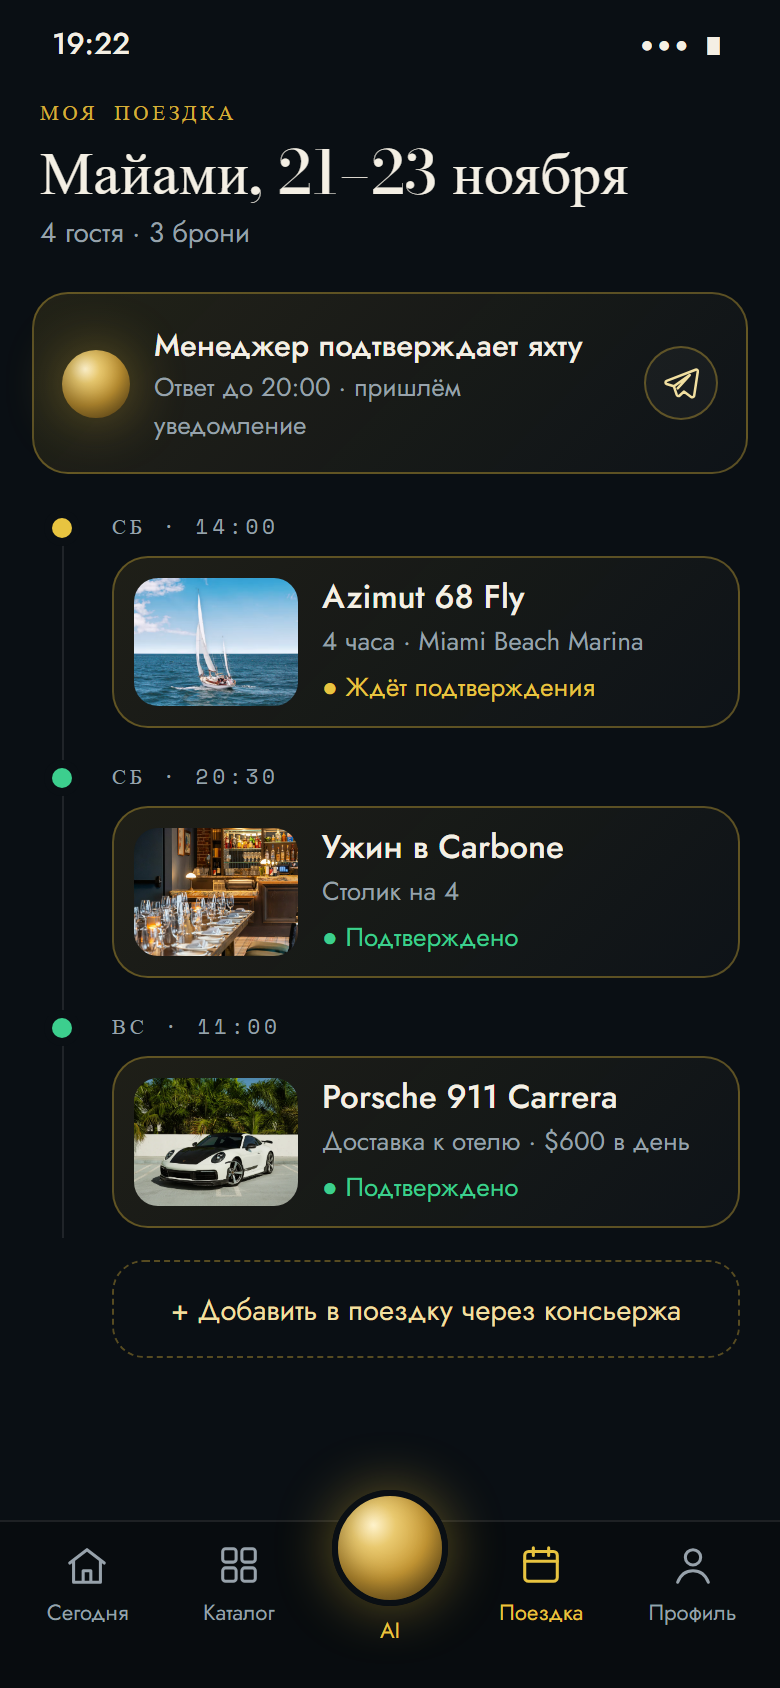 19:22
МОЯ ПОЕЗДКА
Майами, 21–23 ноября
4 гостя · 3 брони
Менеджер подтверждает яхту
Ответ до 20:00 · пришлём
уведомление
СБ · 14:00
Azimut 68 Fly
4 часа · Miami Beach Marina
● Ждёт подтверждения
СБ · 20:30
Ужин в Carbone
Столик на 4
● Подтверждено
ВС · 11:00
Porsche 911 Carrera
Доставка к отелю · $600 в день
● Подтверждено
+ Добавить в поездку через консьержа
Сегодня
Каталог
AI
Поездка
Профиль